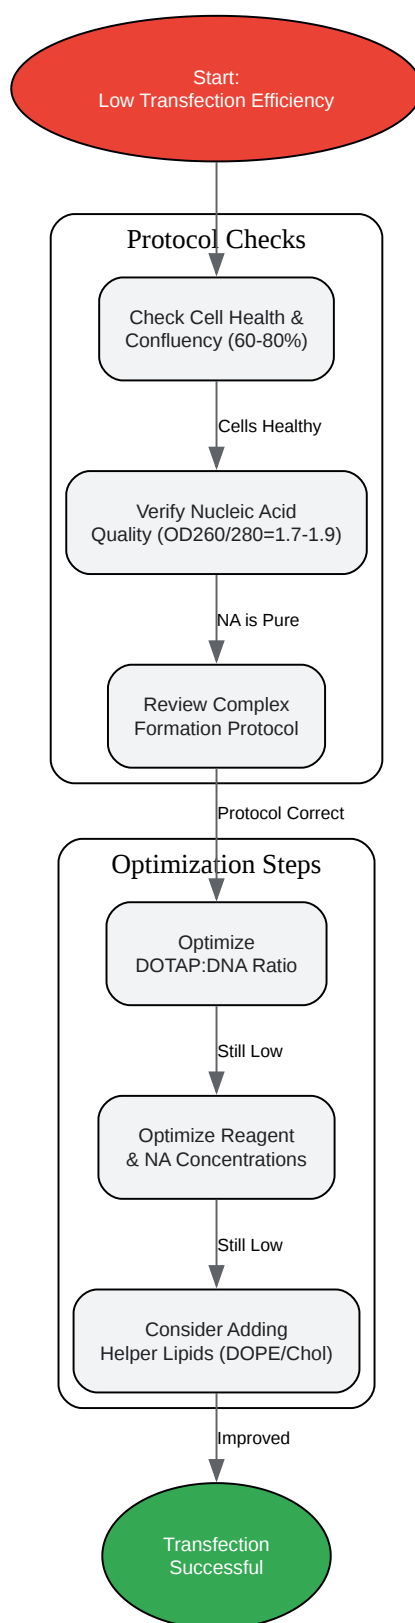 Start:
Low Transfection Efficiency
Protocol Checks
Check Cell Health &
Confluency (60-80%)
Cells Healthy
Verify Nucleic Acid
Quality (OD260/280=1.7-1.9)
NA is Pure
Review Complex
Formation Protocol
Protocol Correct
Optimization Steps
Optimize
DOTAP:DNA Ratio
Still Low
Optimize Reagent
& NA Concentrations
Still Low
Consider Adding
Helper Lipids (DOPE/Chol)
Improved
Transfection
Successful